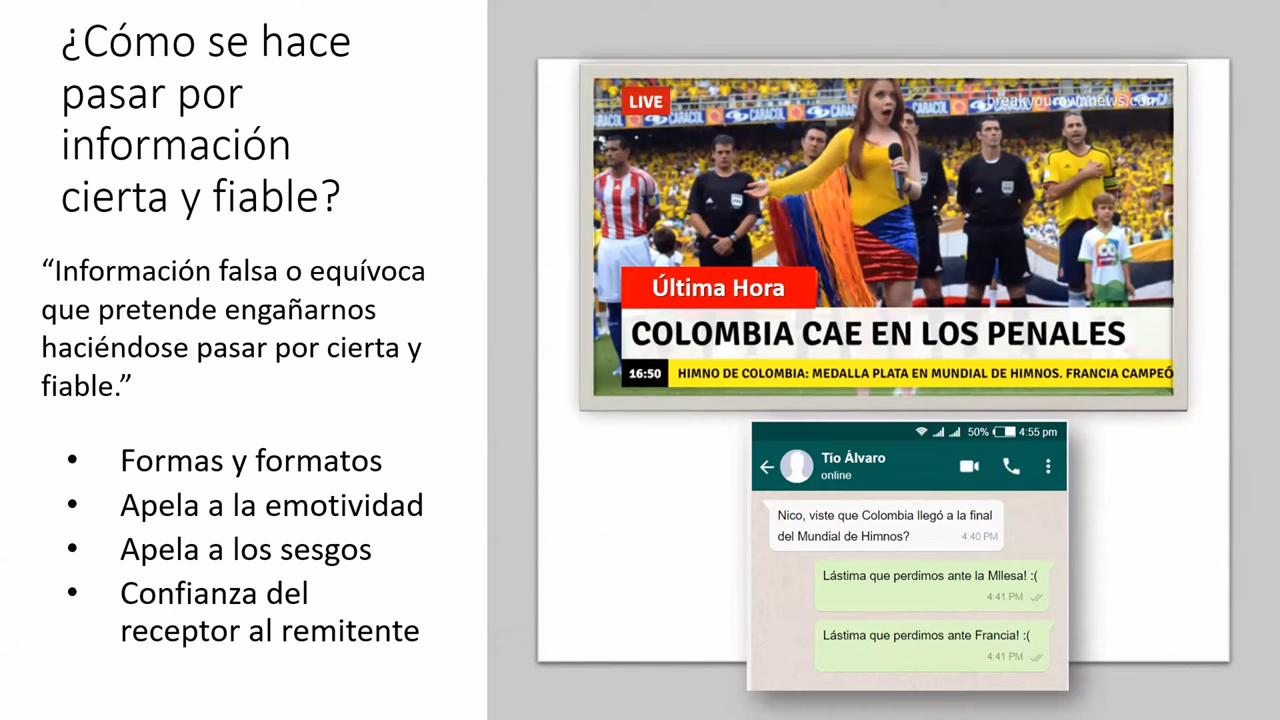 ¿Cómo se hace
pasar por
información
cierta y fiable?
“Información falsa o equívoca
que pretende engañarnos
haciéndose pasar por cierta y
fiable.”
• Formas y formatos
• Apela a la emotividad
• Apela a los sesgos
• Confianza del
receptor al remitente
LIVE
breakyourownnews.com
CARACOL
CARACOL
CARACOL
Última Hora
COLOMBIA CAE EN LOS PENALES
16:50 HIMNO DE COLOMBIA: MEDALLA PLATA EN MUNDIAL DE HIMNOS. FRANCIA CAMPEÓ
50% 4:55 pm
Tío Álvaro
online
Nico, viste que Colombia llegó a la final
del Mundial de Himnos?
4:40 PM
Lástima que perdimos ante la Mllesa! :(
4:41 PM
Lástima que perdimos ante Francia! :(
4:41 PM